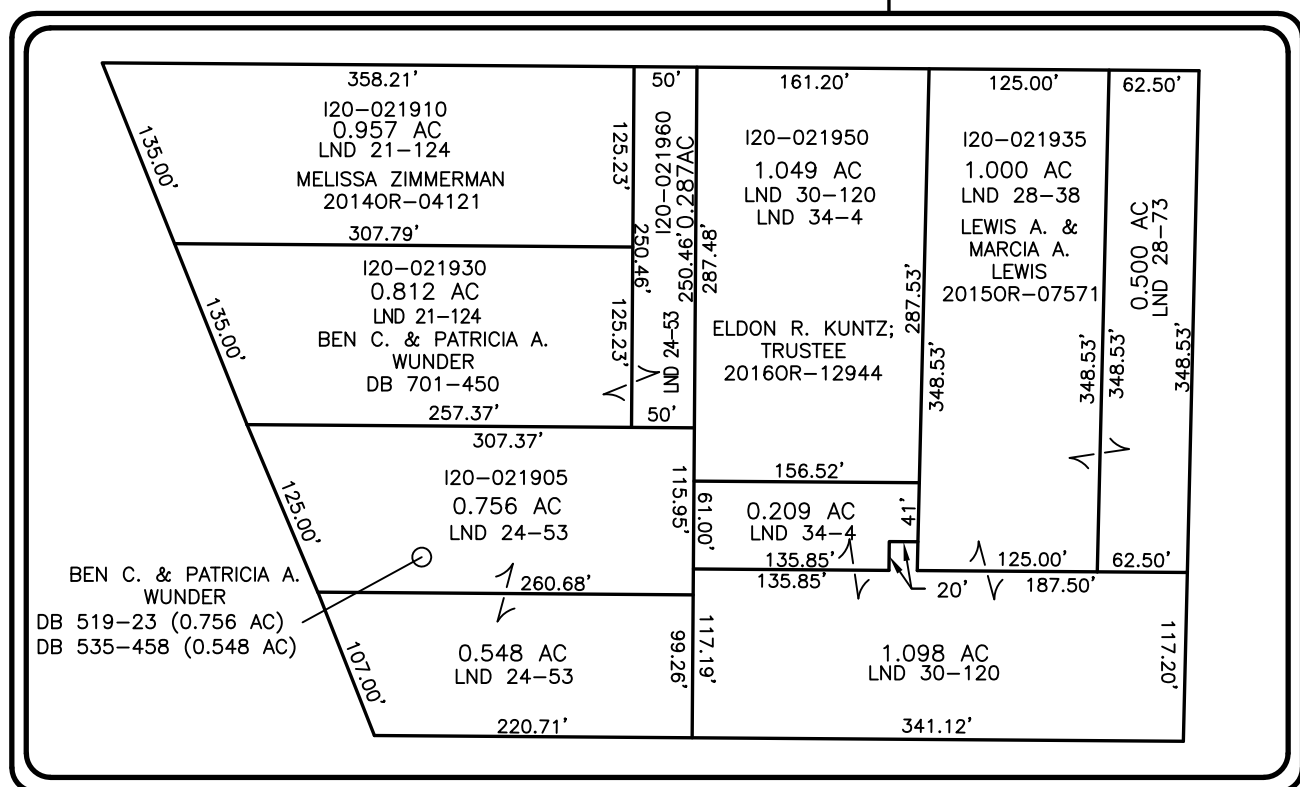 358.21'
50'
161.20'
125.00'
62.50'
135.00'
I20-021910
0.957 AC
LND 21-124
MELISSA ZIMMERMAN
2014OR-04121
125.23'
307.79'
I20-021960
0.287AC
LND 24-53
250.46'
250.46'
287.48'
I20-021950
1.049 AC
LND 30-120
LND 34-4
ELDON R. KUNTZ;
TRUSTEE
2016OR-12944
287.53'
I20-021935
1.000 AC
LND 28-38
LEWIS A. &
MARCIA A.
LEWIS
2015OR-07571
348.53'
348.53'
348.53'
0.500 AC
LND 28-73
348.53'
135.00'
I20-021930
0.812 AC
LND 21-124
BEN C. & PATRICIA A.
WUNDER
DB 701-450
125.23'
257.37'
50'
307.37'
125.00'
I20-021905
0.756 AC
LND 24-53
115.95'
260.68'
156.52'
61.00'
0.209 AC
LND 34-4
41'
135.85'
135.85'
20'
125.00'
62.50'
187.50'
BEN C. & PATRICIA A.
WUNDER
DB 519-23 (0.756 AC)
DB 535-458 (0.548 AC)
107.00'
0.548 AC
LND 24-53
99.26'
220.71'
117.19'
1.098 AC
LND 30-120
117.20'
341.12'